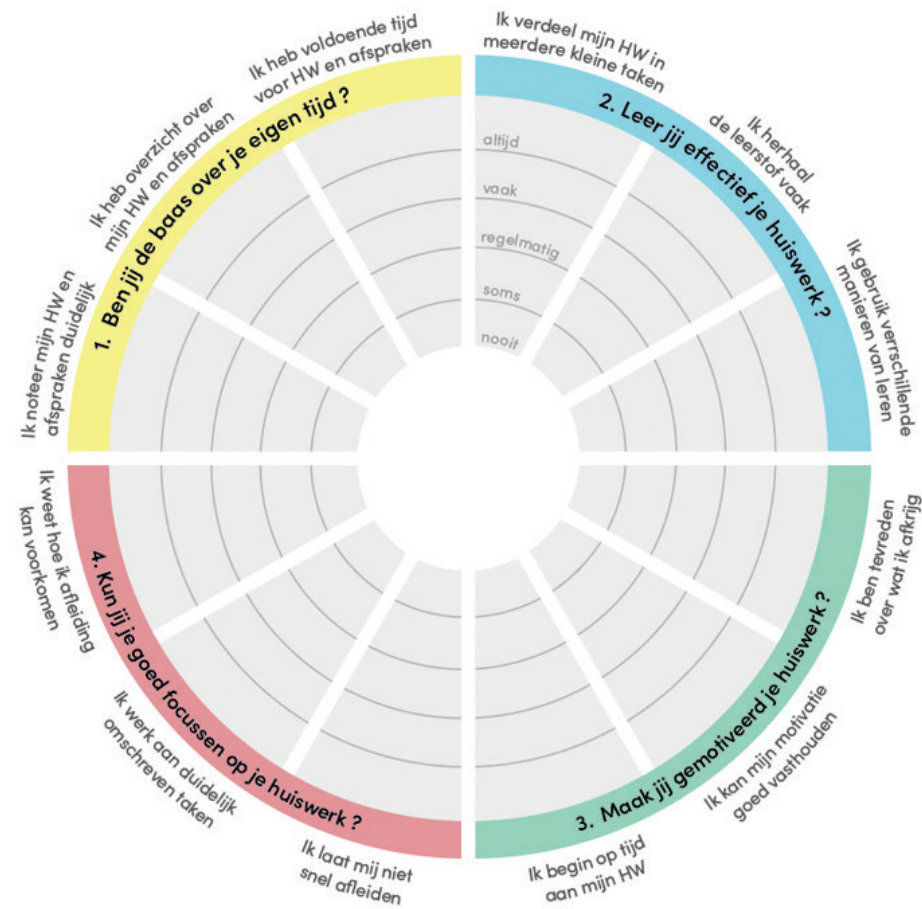 Ik noteer mijn HW en
afspraken duidelijk
Ik heb overzicht over
mijn HW en afspraken
Ik heb voldoende tijd
voor HW en afspraken
1. Ben jij de baas over je eigen tijd ?
Ik verdeel mijn HW in
meerdere kleine taken
Ik herhaal
de leerstof vaak
Ik gebruik verrschillende
manieren van leren
2. Leer jij effectief je huiswerk ?
altijd
vaak
regelmatig
soms
nooit
Ik ben tevreden
over wat ik afkrijg
Ik kan mijn motivatie
goed vasthouden
Ik begin op tijd
aan mijn HW
3. Maak jij gemotiveerd je huiswerk ?
Ik weet hoe ik afleiding
kan voorkomen
Ik werk aan duidelijk
omschreven taken
Ik laat mij niet
snel afleiden
4. Kun jij je goed focussen op je huiswerk ?